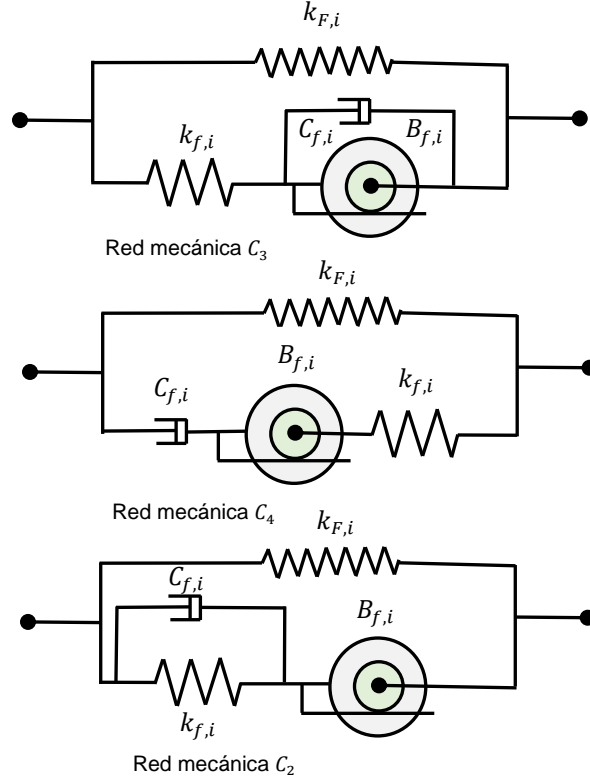 k_{F,i}
C_{f,i} B_{f,i}
k_{f,i}
Red mecánica C_3
k_{F,i}
B_{f,i}
C_{f,i} k_{f,i}
Red mecánica C_4
k_{F,i}
C_{f,i} B_{f,i}
k_{f,i}
Red mecánica C_2